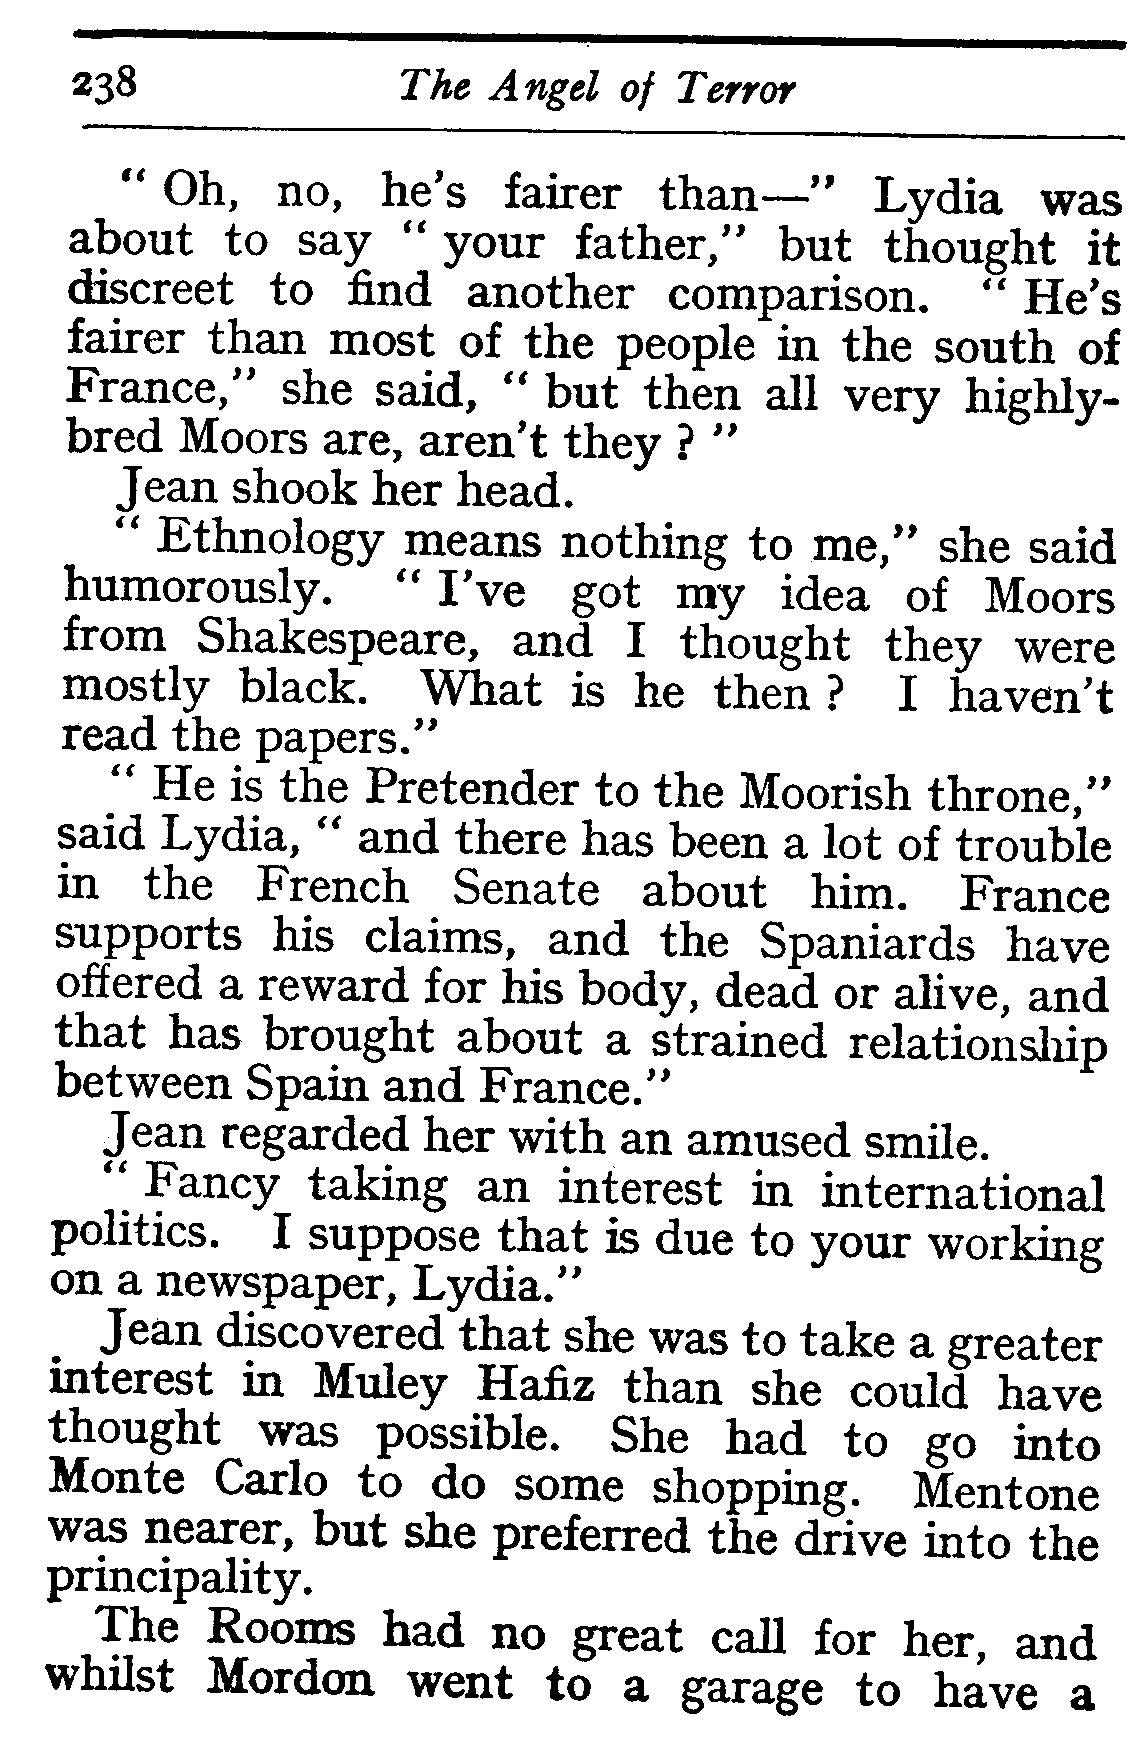 238 The Angel of Terror
“ Oh, no, he's fairer than—” Lydia was
about to say “ your father,” but thought it
discreet to find another comparison. “ He's
fairer than most of the people in the south of
France,” she said, “ but then all very highly-
bred Moors are, aren't they ? ”
Jean shook her head.
“ Ethnology means nothing to me,” she said
humorously. “ I've got my idea of Moors
from Shakespeare, and I thought they were
mostly black. What is he then ? I haven't
read the papers.”
“ He is the Pretender to the Moorish throne,”
said Lydia, “ and there has been a lot of trouble
in the French Senate about him. France
supports his claims, and the Spaniards have
offered a reward for his body, dead or alive, and
that has brought about a strained relationship
between Spain and France.”
Jean regarded her with an amused smile.
“ Fancy taking an interest in international
politics. I suppose that is due to your working
on a newspaper, Lydia.”
Jean discovered that she was to take a greater
interest in Muley Hafiz than she could have
thought was possible. She had to go into
Monte Carlo to do some shopping. Mentone
was nearer, but she preferred the drive into the
principality.
The Rooms had no great call for her, and
whilst Mordon went to a garage to have a